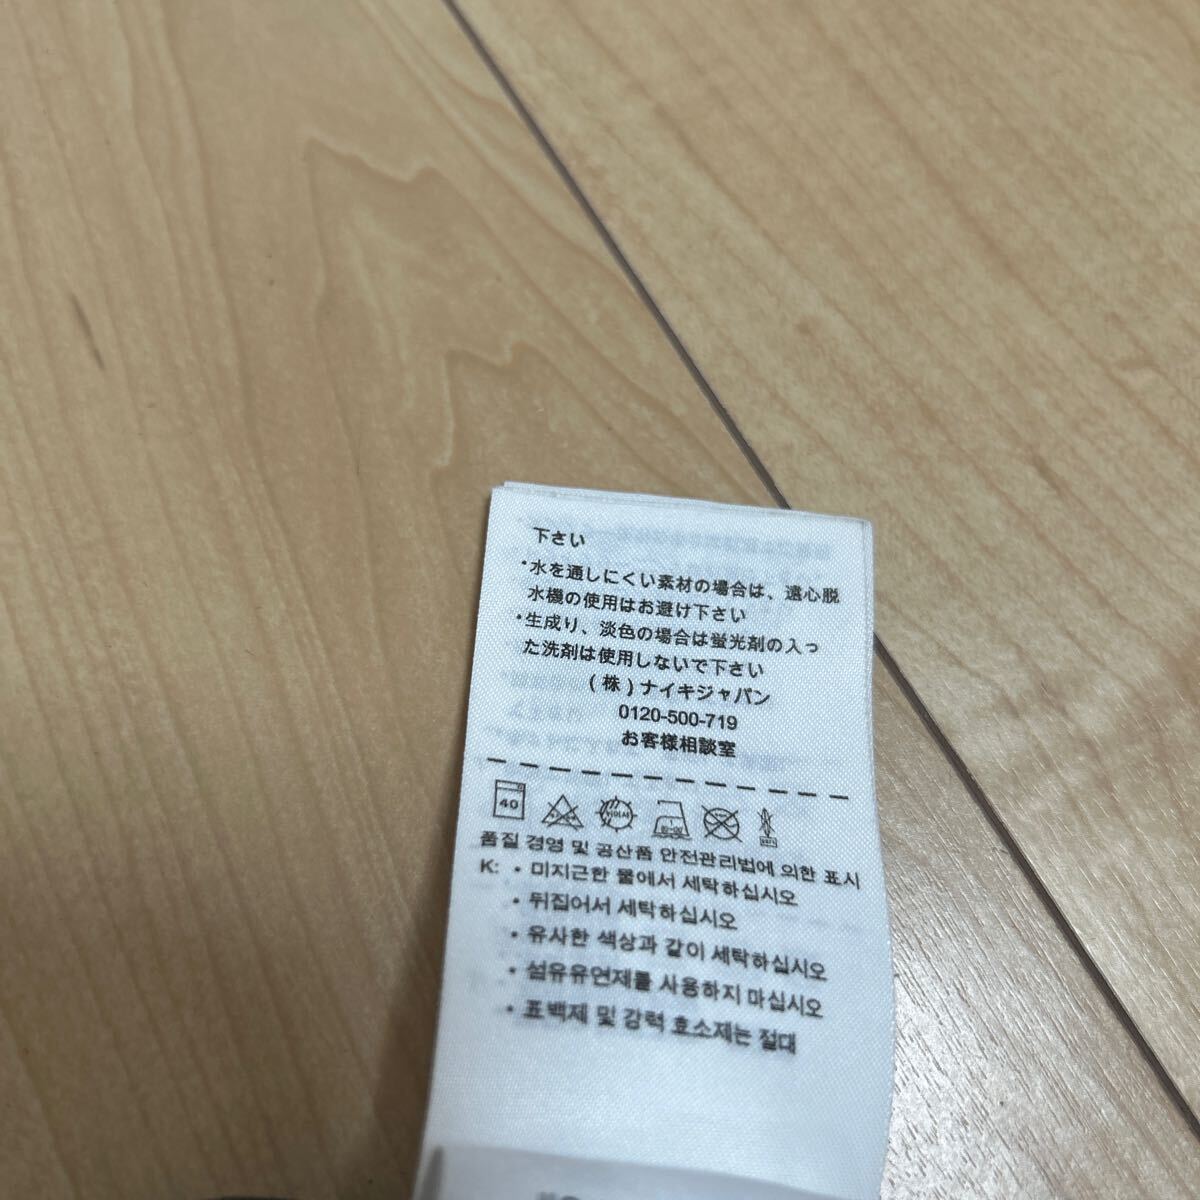 下さい
・水を通しにくい素材の場合は、遠心脱
水機の使用はお避け下さい
・生成り、淡色の場合は蛍光剤の入っ
た洗剤は使用しないで下さい
(株)ナイキジャパン
0120-500-719
お客様相談室
40
품질 경영 및 공산품 안전관리법에 의한 표시
K: • 미지근한 물에서 세탁하십시오
• 뒤집어서 세탁하십시오
• 유사한 색상과 같이 세탁하십시오
• 섬유유연제를 사용하지 마십시오
• 표백제 및 강력 효소제는 절대